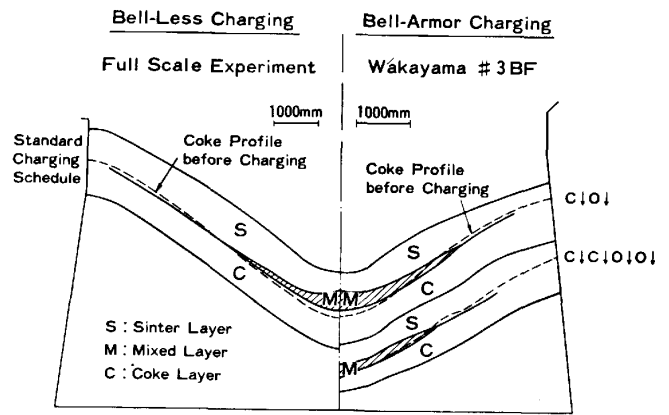 Bell-Less Charging
Full Scale Experiment
Bell-Armor Charging
Wakayama # 3BF
1000mm
1000mm
Standard
Charging
Schedule
Coke Profile
before Charging
Coke Profile
before Charging
C↓O↓
C↓C↓O↓O↓
S
C
M
M
S
C
S
M
C
S : Sinter Layer
M : Mixed Layer
C : Coke Layer